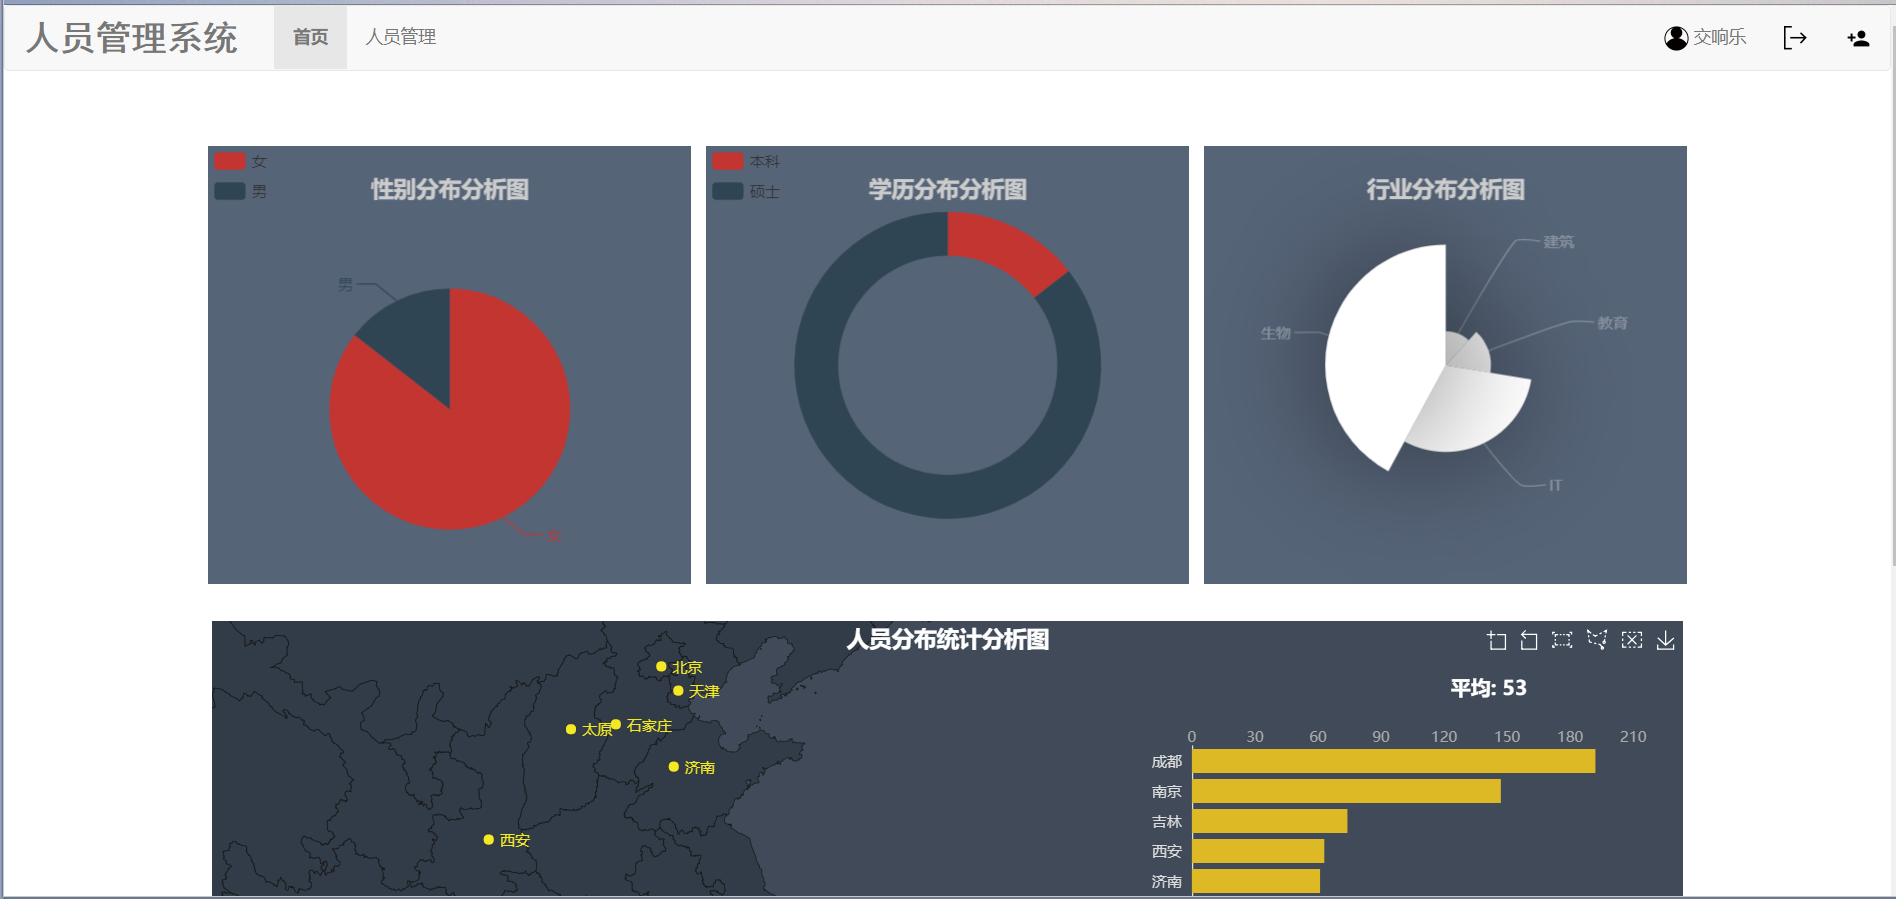 人员管理系统
首页
人员管理
交响乐
女
男
性别分布分析图
男
女
本科
硕士
学历分布分析图
行业分布分析图
建筑
教育
生物
IT
人员分布统计分析图
北京
天津
太原
石家庄
济南
西安
平均: 53
0 30 60 90 120 150 180 210
成都
南京
吉林
西安
济南